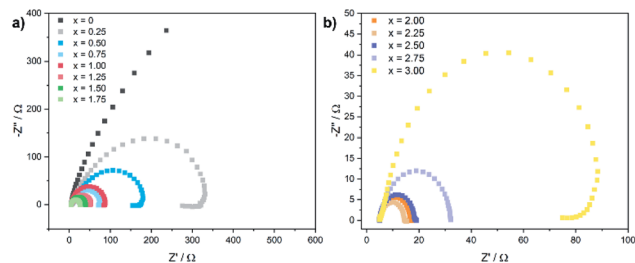 a)
x = 0
x = 0.25
x = 0.50
x = 0.75
x = 1.00
x = 1.25
x = 1.50
x = 1.75
-Z" / Ω
400
300
200
100
0
0 100 200 300 400 500 600
Z' / Ω
b)
x = 2.00
x = 2.25
x = 2.50
x = 2.75
x = 3.00
-Z" / Ω
50
45
40
35
30
25
20
15
10
5
0
0 20 40 60 80 100
Z' / Ω